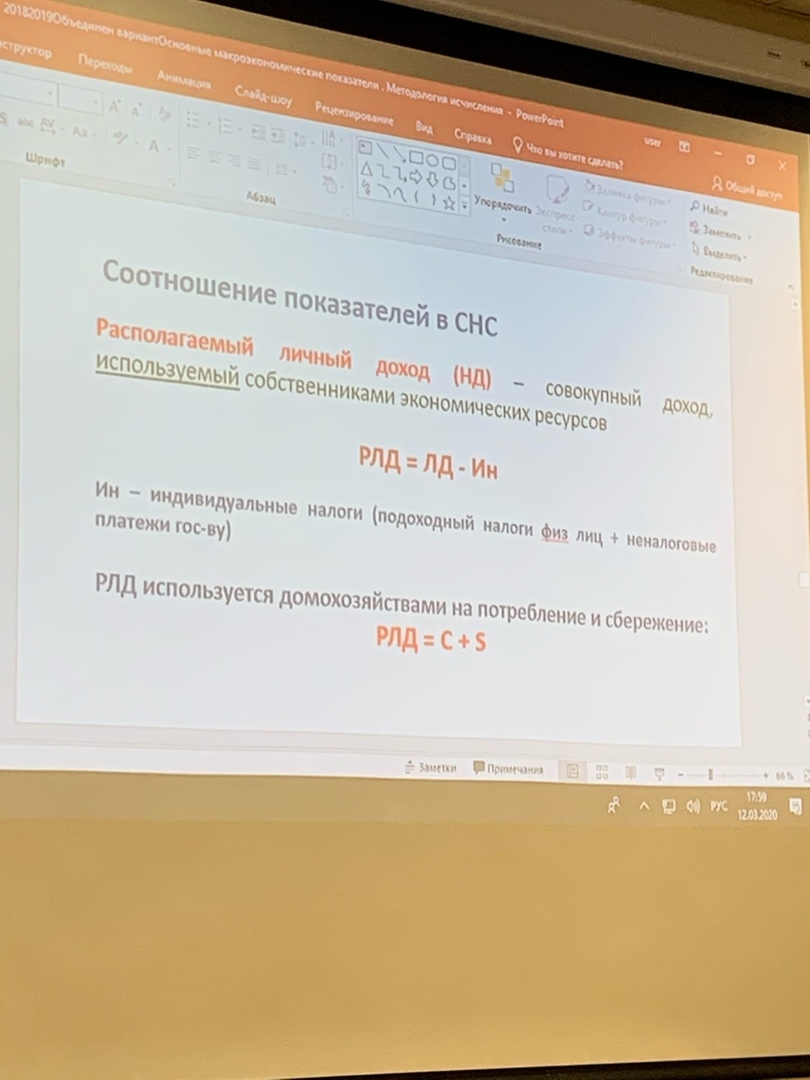 20182019Объединен вариантОсновные макроэкономические показатели . Методология исчисления - PowerPoint
user
структор Переходы Анимация Слайд-шоу Рецензирование Вид Справка Что вы хотите сделать? Общий доступ
Шрифт
Абзац
Упорядочить
Экспресс-
стили
Заливка фигуры
Контур фигуры
Эффекты фигуры
Рисование
Найти
Заменить
Выделить
Редактирование
Соотношение показателей в СНС
Располагаемый личный доход (НД) – совокупный доход,
используемый собственниками экономических ресурсов
РЛД = ЛД - Ин
Ин – индивидуальные налоги (подоходный налоги физ лиц + неналоговые
платежи гос-ву)
РЛД используется домохозяйствами на потребление и сбережение:
РЛД = C + S
Заметки Примечания 66 %
РУС
17:59
12.03.2020